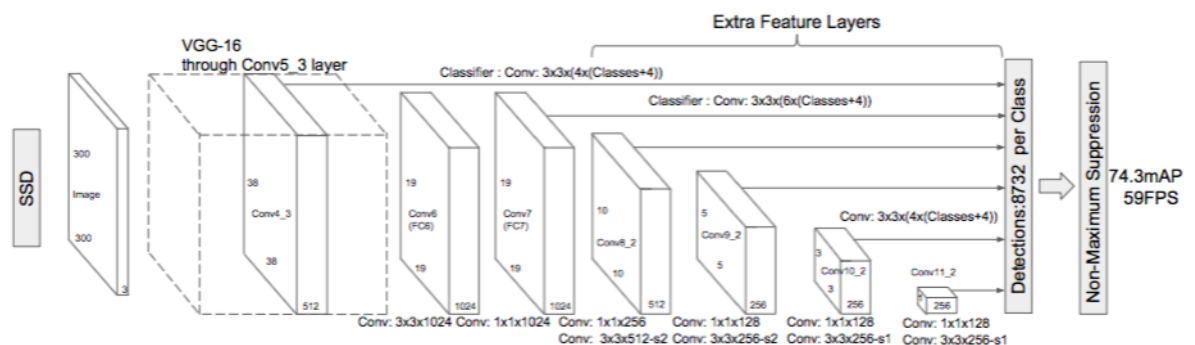 Extra Feature Layers
VGG-16
through Conv5_3 layer
Classifier : Conv: 3x3x(4x(Classes+4))
Classifier : Conv: 3x3x(6x(Classes+4))
SSD
300
Image
300
3
38
Conv4_3
38
512
19
Conv6
(FC6)
19
1024
19
Conv7
(FC7)
19
1024
10
Conv8_2
10
512
5
Conv9_2
5
256
Conv: 3x3x(4x(Classes+4))
3
Conv10_2
3
256
Conv11_2
256
Detections:8732 per Class
Non-Maximum Suppression
74.3mAP
59FPS
Conv: 3x3x1024
Conv: 1x1x1024
Conv: 1x1x256
Conv: 3x3x512-s2
Conv: 1x1x128
Conv: 3x3x256-s2
Conv: 1x1x128
Conv: 3x3x256-s1
Conv: 1x1x128
Conv: 3x3x256-s1